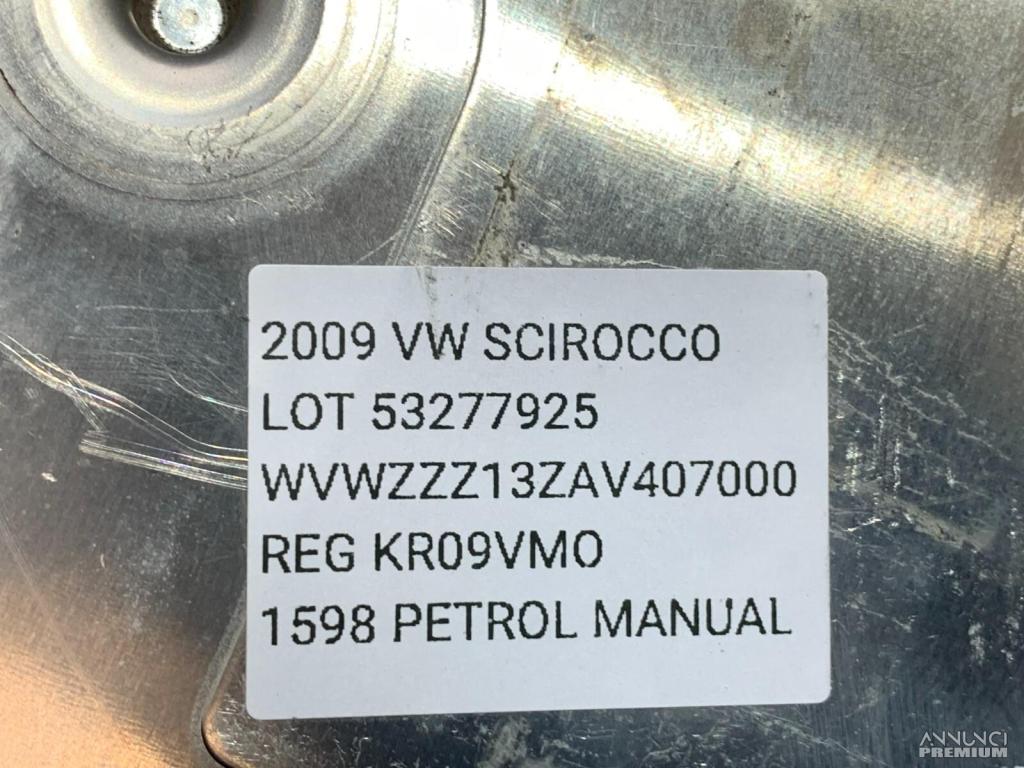 2009 VW SCIROCCO
LOT 53277925
WVWZZZ13ZAV407000
REG KR09VMO
1598 PETROL MANUAL
ANNUNCI
PREMIUM